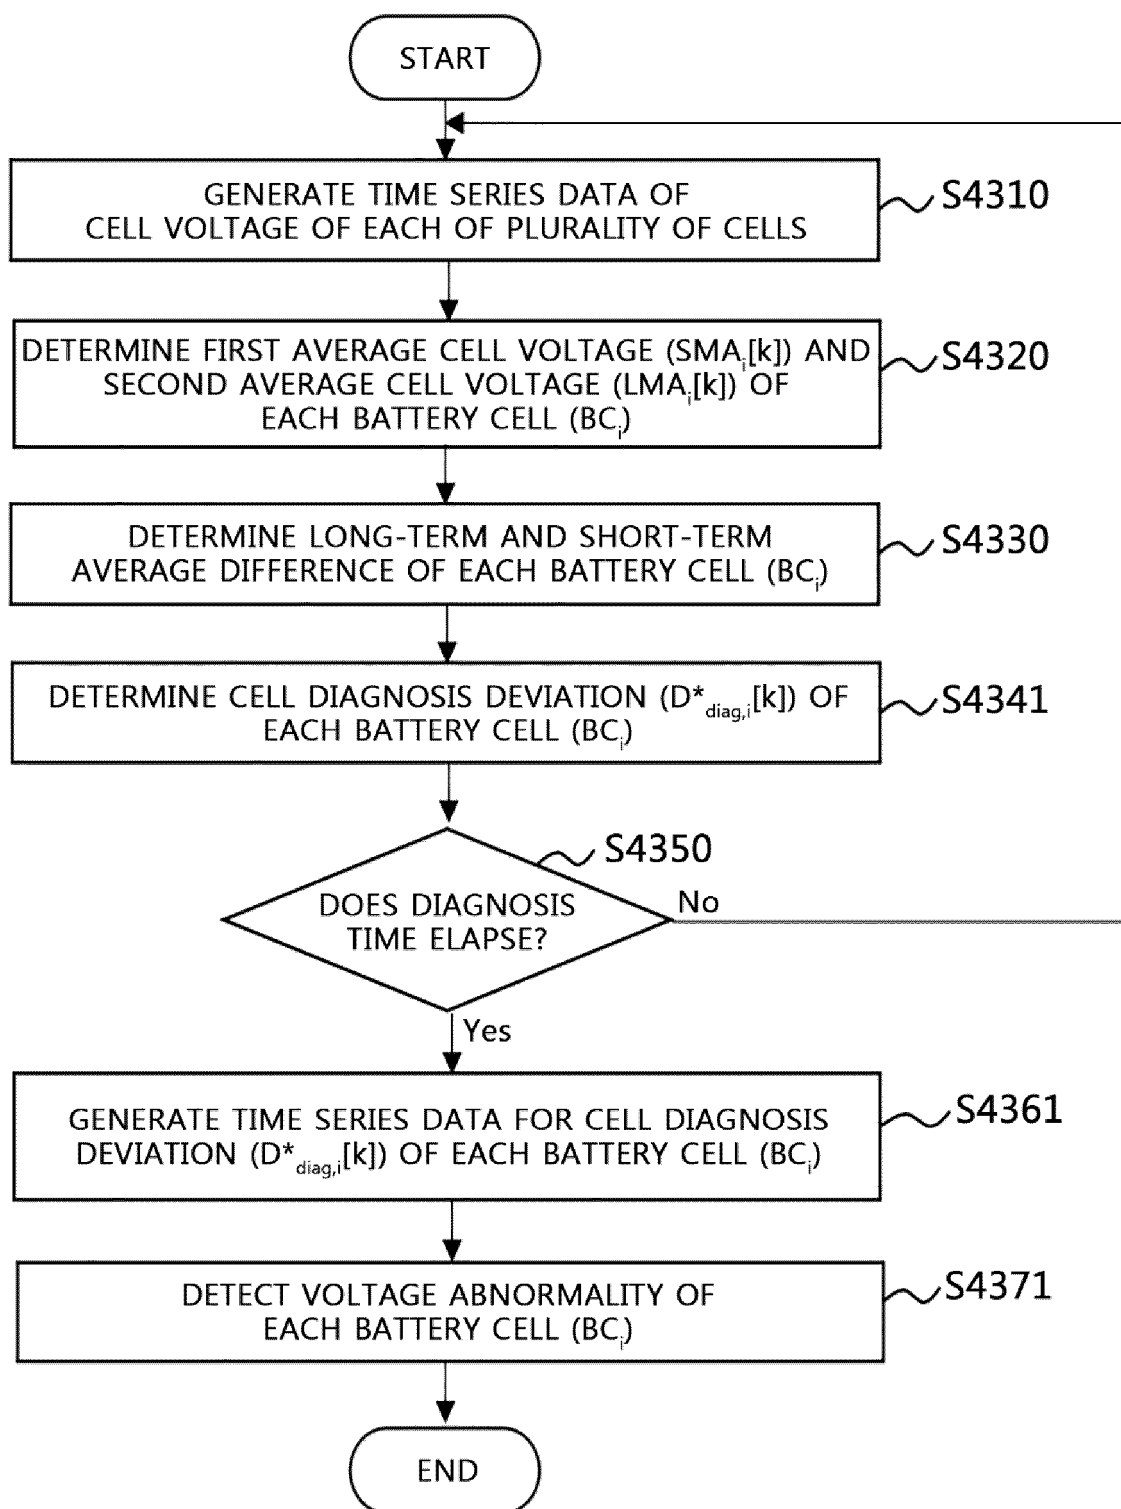 START
GENERATE TIME SERIES DATA OF
CELL VOLTAGE OF EACH OF PLURALITY OF CELLS
S4310
DETERMINE FIRST AVERAGE CELL VOLTAGE (SMAi[k]) AND
SECOND AVERAGE CELL VOLTAGE (LMAi[k]) OF
EACH BATTERY CELL (BCi)
S4320
DETERMINE LONG-TERM AND SHORT-TERM
AVERAGE DIFFERENCE OF EACH BATTERY CELL (BCi)
S4330
DETERMINE CELL DIAGNOSIS DEVIATION (D*diag,i[k]) OF
EACH BATTERY CELL (BCi)
S4341
S4350
DOES DIAGNOSIS
TIME ELAPSE?
No
Yes
GENERATE TIME SERIES DATA FOR CELL DIAGNOSIS
DEVIATION (D*diag,i[k]) OF EACH BATTERY CELL (BCi)
S4361
DETECT VOLTAGE ABNORMALITY OF
EACH BATTERY CELL (BCi)
S4371
END